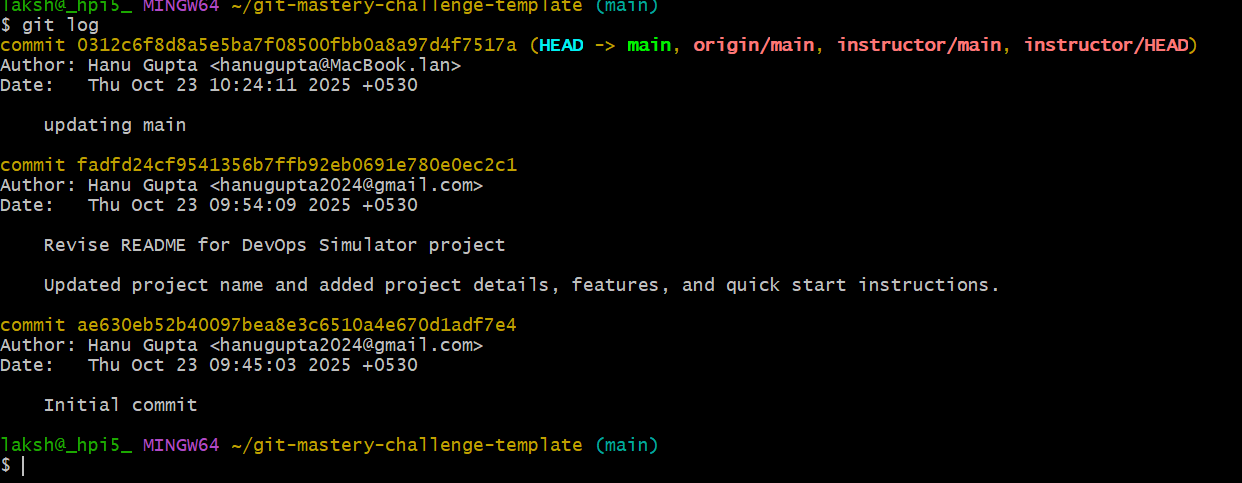 laksh@_hpi5_ MINGW64 ~/git-mastery-challenge-template (main)
$ git log
commit 0312c6f8d8a5e5ba7f08500fbb0a8a97d4f7517a (HEAD -> main, origin/main, instructor/main, instructor/HEAD)
Author: Hanu Gupta <hanugupta@MacBook.lan>
Date:   Thu Oct 23 10:24:11 2025 +0530
    updating main
commit fadfd24cf9541356b7ffb92eb0691e780e0ec2c1
Author: Hanu Gupta <hanugupta2024@gmail.com>
Date:   Thu Oct 23 09:54:09 2025 +0530
    Revise README for DevOps Simulator project
    Updated project name and added project details, features, and quick start instructions.
commit ae630eb52b40097bea8e3c6510a4e670d1adf7e4
Author: Hanu Gupta <hanugupta2024@gmail.com>
Date:   Thu Oct 23 09:45:03 2025 +0530
    Initial commit
laksh@_hpi5_ MINGW64 ~/git-mastery-challenge-template (main)
$